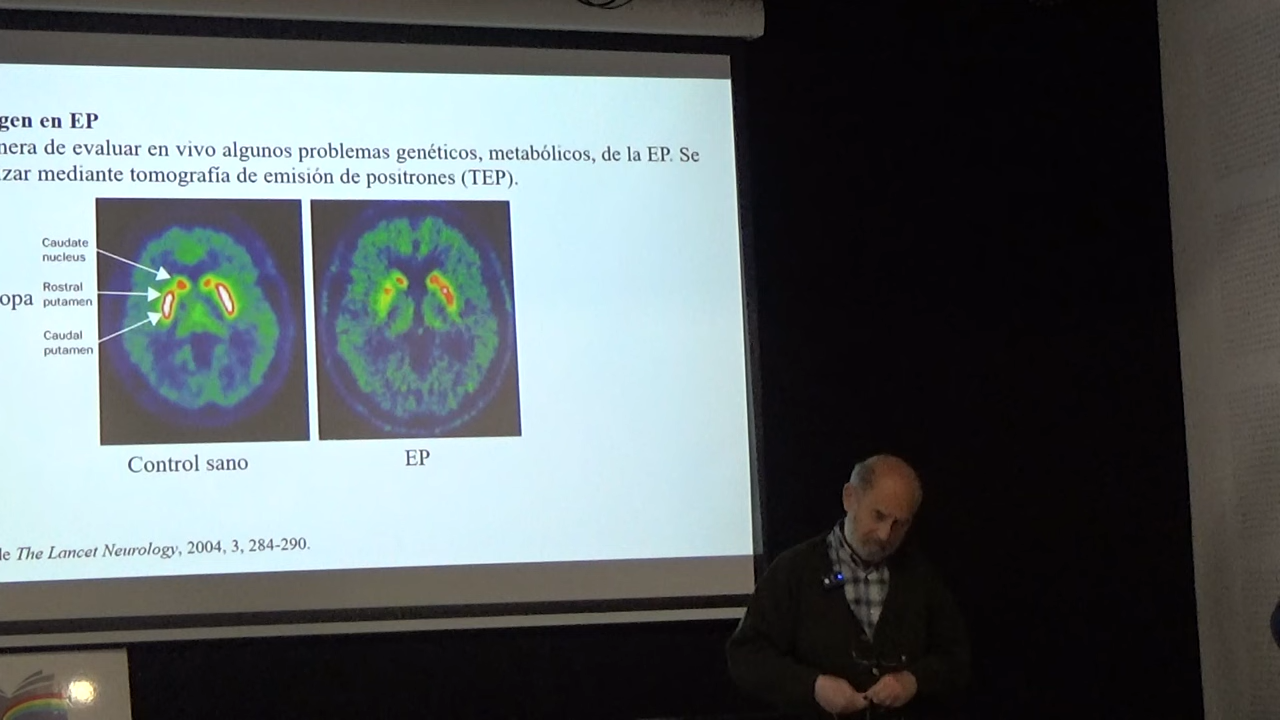 gen en EP
nera de evaluar en vivo algunos problemas genéticos, metabólicos, de la EP. Se
zar mediante tomografía de emisión de positrones (TEP).
Caudate
nucleus
Rostral
putamen
opa
Caudal
putamen
Control sano
EP
le The Lancet Neurology, 2004, 3, 284-290.